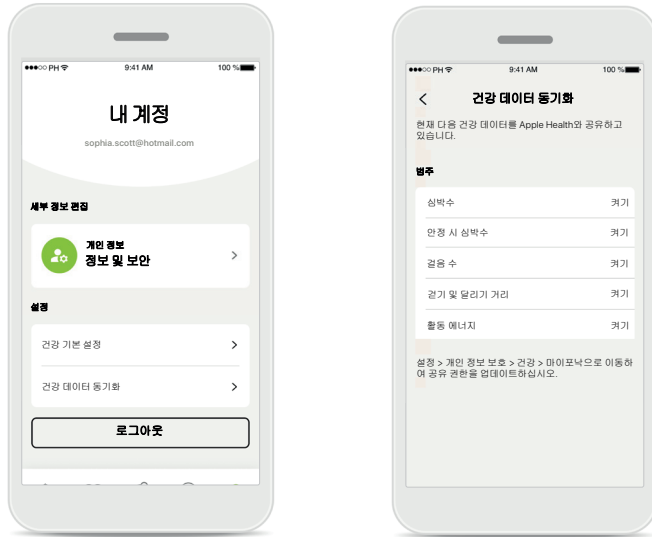 PH
9:41 AM
100 %
내 계정
sophia.scott@hotmail.com
세부 정보 편집
개인 정보
정보 및 보안
설정
건강 기본 설정
건강 데이터 동기화
로그아웃
PH
9:41 AM
100 %
건강 데이터 동기화
현재 다음 건강 데이터를 Apple Health와 공유하고
있습니다.
범주
심박수 켜기
안정 시 심박수 켜기
걸음 수 켜기
걷기 및 달리기 거리 켜기
활동 에너지 켜기
설정 > 개인 정보 보호 > 건강 > 마이포낙으로 이동하
여 공유 권한을 업데이트하십시오.